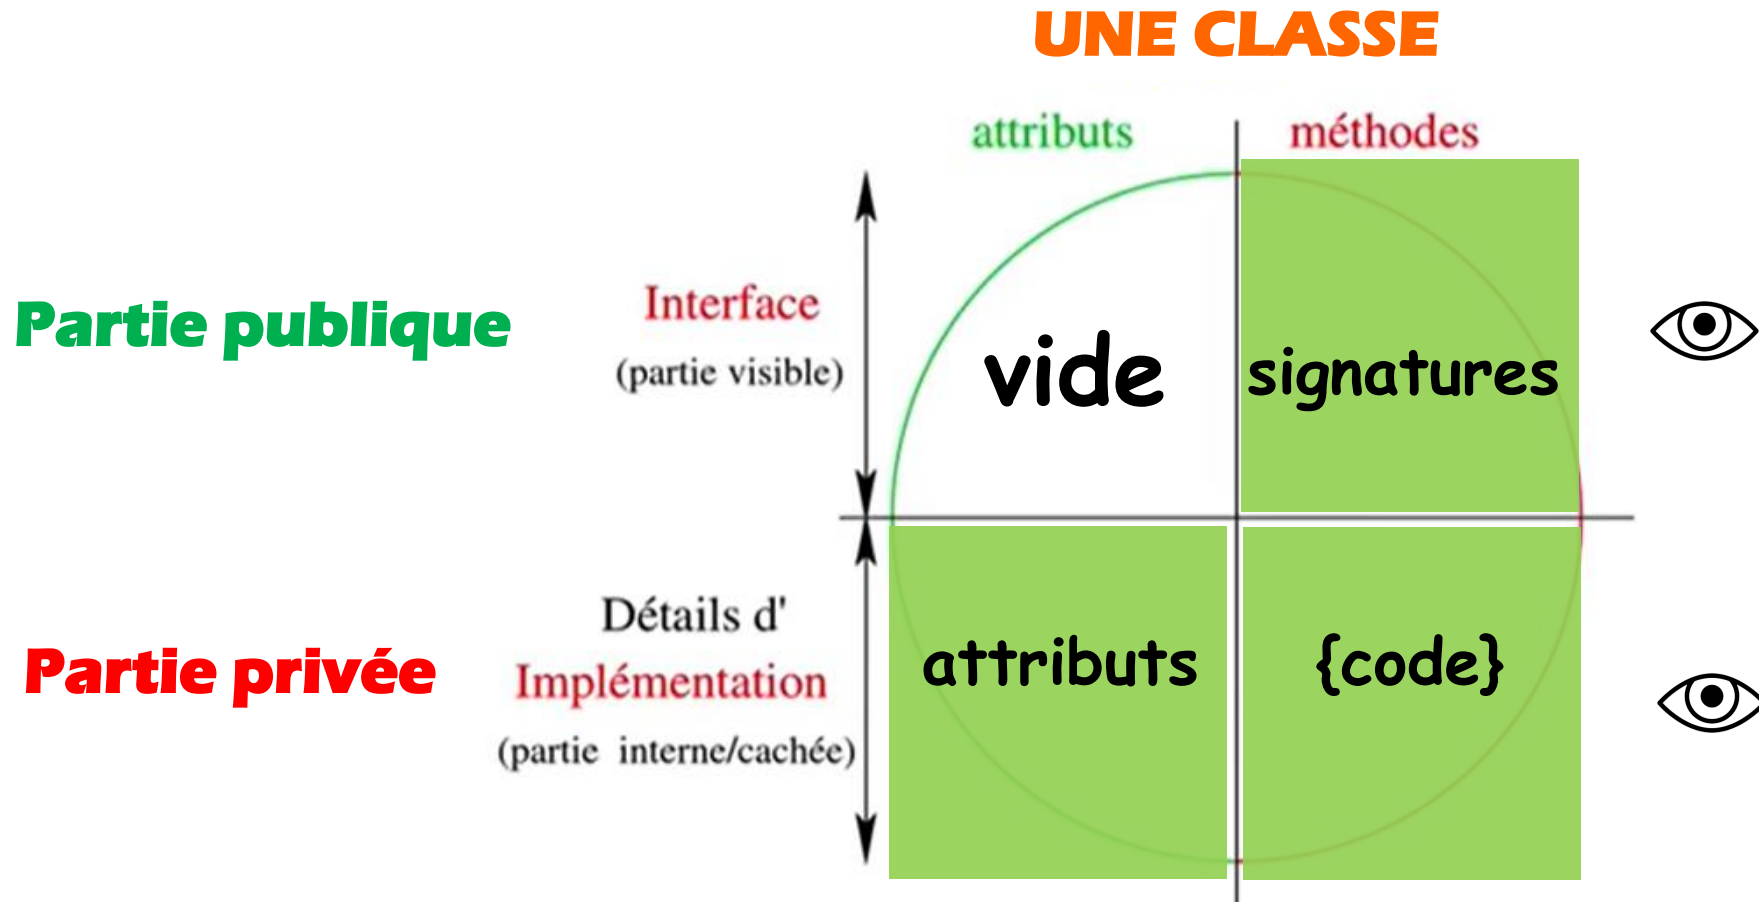 UNE CLASSE
attributs
méthodes
Partie publique
Interface
(partie visible)
vide
signatures
Partie privée
Détails d'
Implémentation
(partie interne/cachée)
attributs
{code}